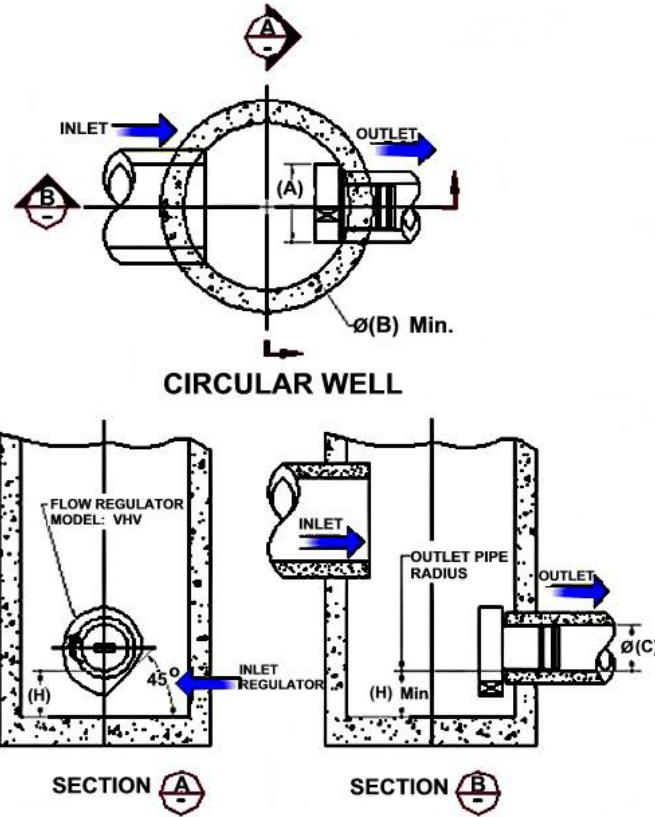 A
-
INLET
OUTLET
(A)
B
-
Ø(B) Min.
CIRCULAR WELL
FLOW REGULATOR
MODEL: VHV
INLET
OUTLET PIPE
RADIUS
OUTLET
Ø(C)
(H)
45°
INLET
REGULATOR
(H) Min
SECTION A
-
SECTION B
-